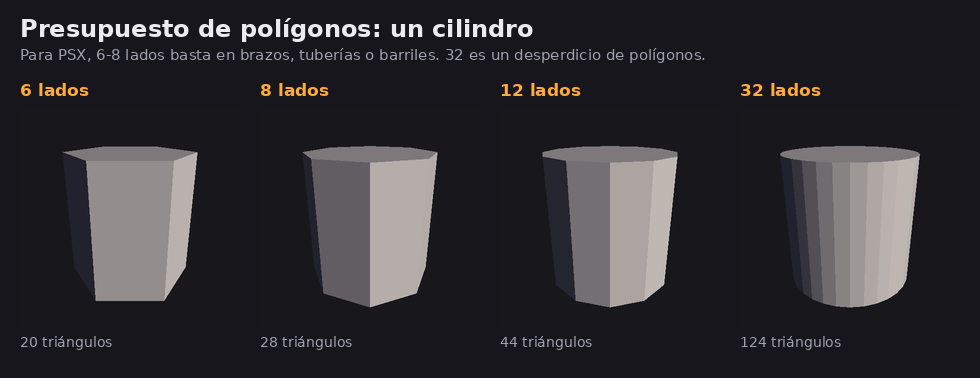 Presupuesto de polígonos: un cilindro
Para PSX, 6-8 lados basta en brazos, tuberías o barriles. 32 es un desperdicio de polígonos.
6 lados
8 lados
12 lados
32 lados
20 triángulos
28 triángulos
44 triángulos
124 triángulos